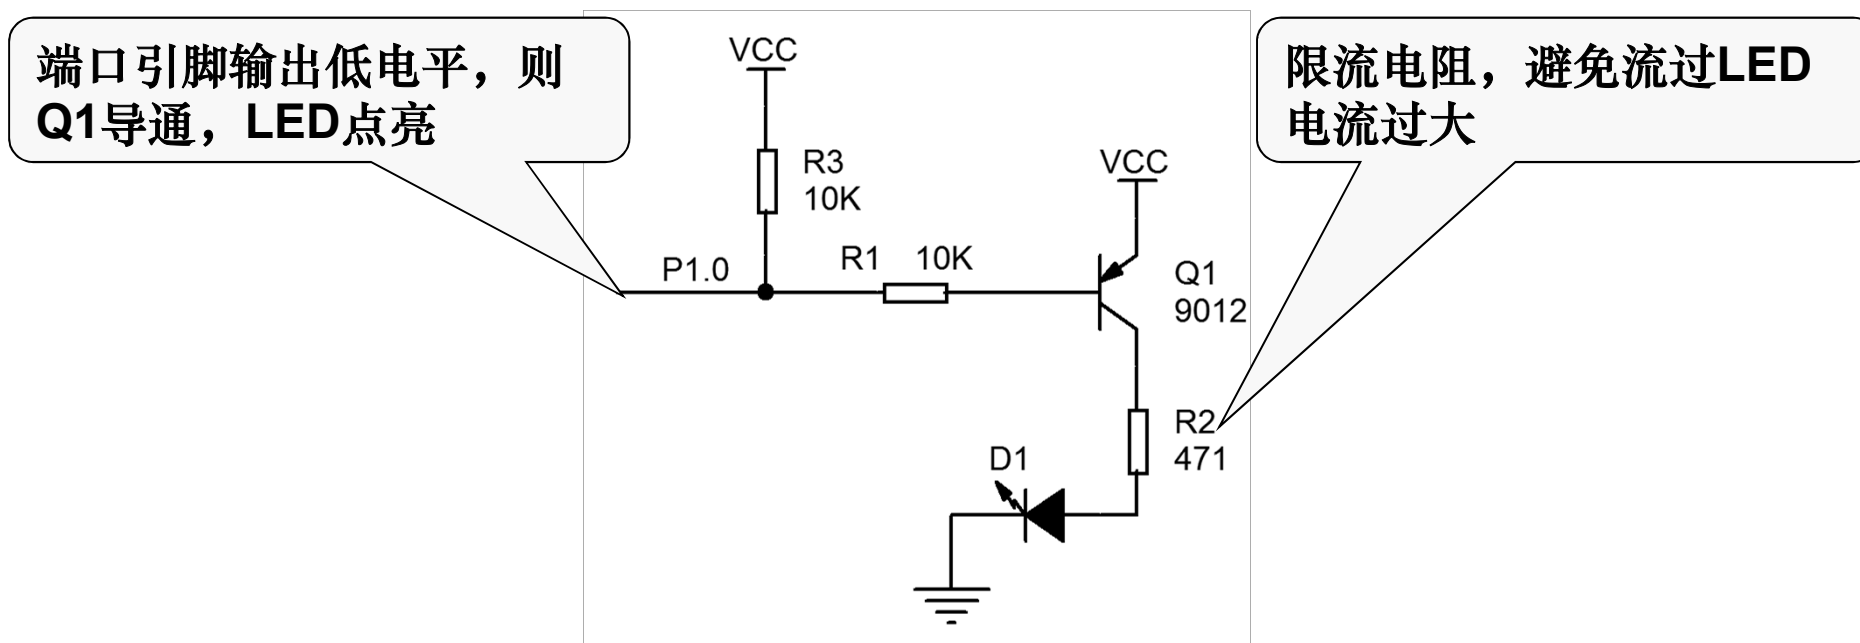 端口引脚输出低电平，则
Q1导通，LED点亮
限流电阻，避免流过LED
电流过大
VCC
R3
10K
VCC
P1.0
R1 10K
Q1
9012
R2
471
D1